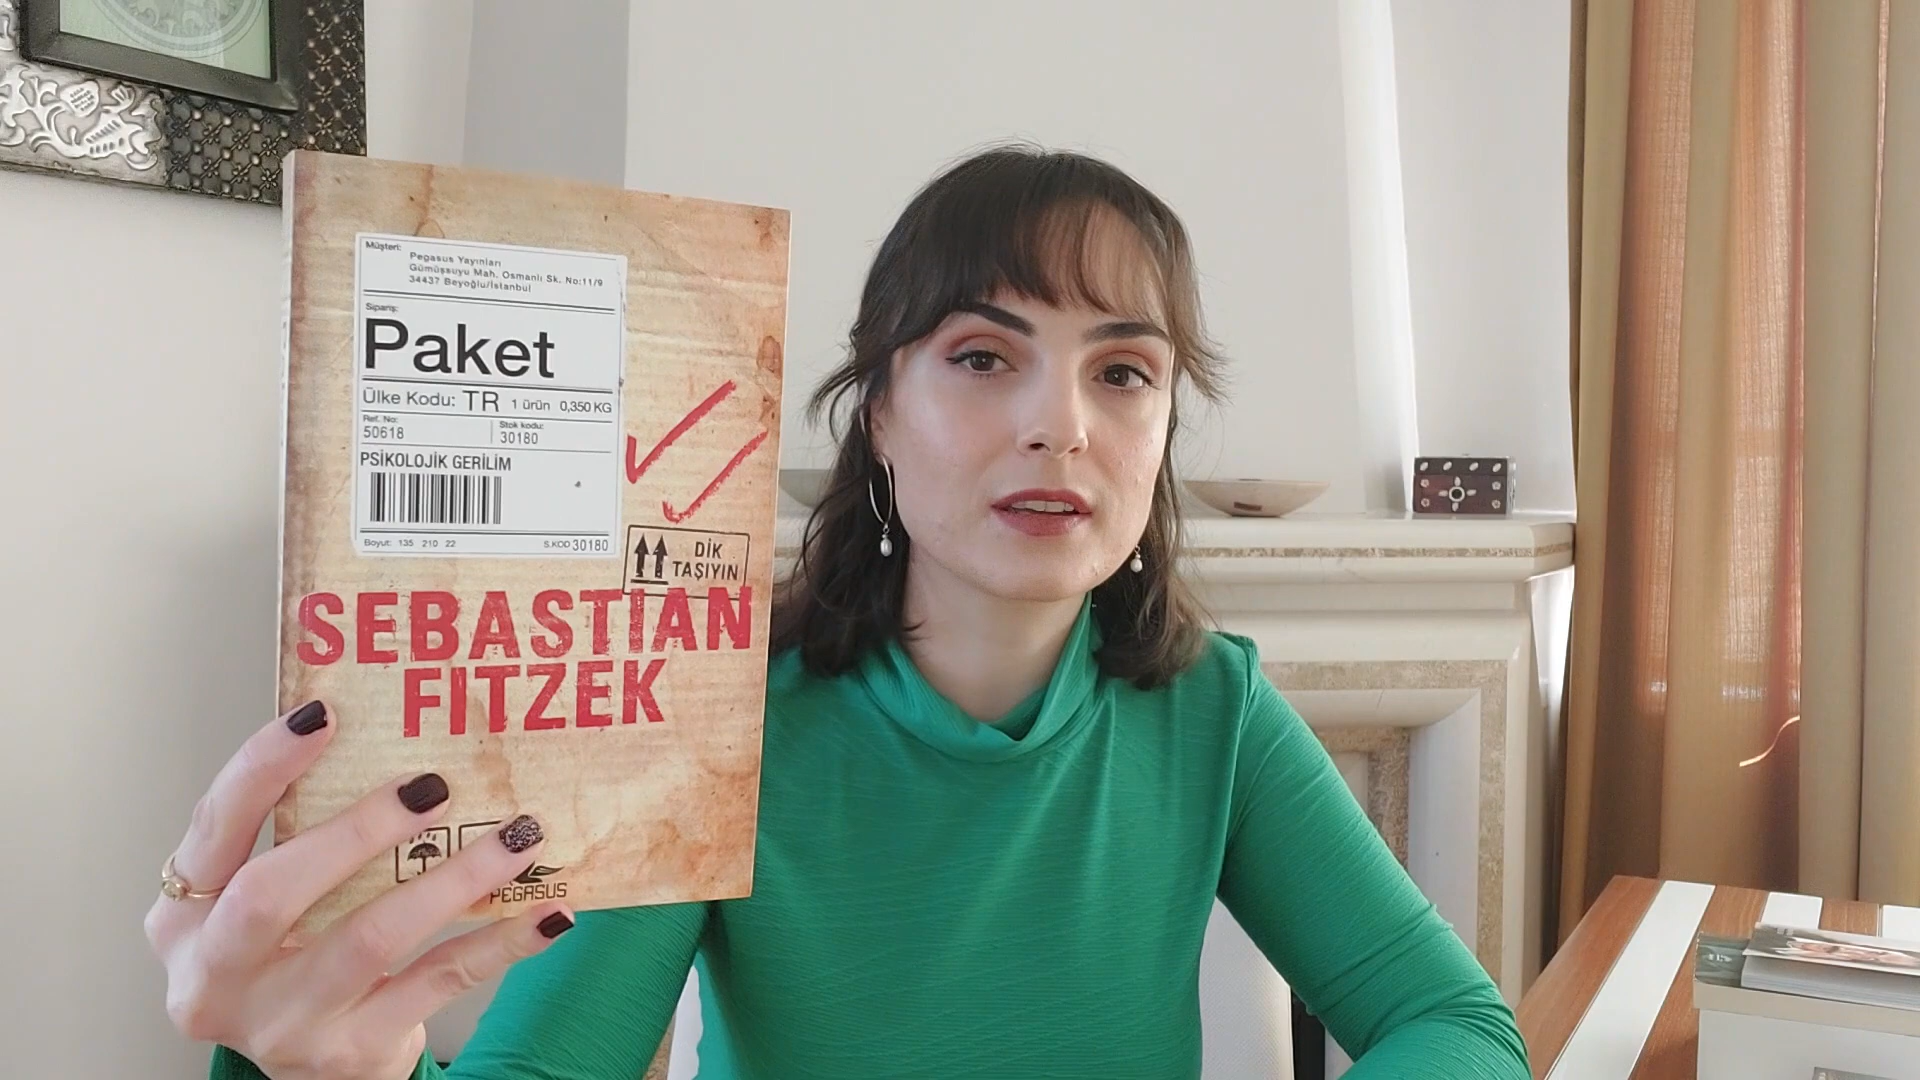 Müşteri:
Pegasus Yayınları
Gümüşsuyu Mah. Osmanlı Sk. No:11/9
34437 Beyoğlu/İstanbul
Sipariş:
Paket
Ülke Kodu: TR 1 ürün 0,350 KG
Ref. No: Stok kodu:
50618 30180
PSİKOLOJİK GERİLİM
Boyut: 135 210 22 S.KOD 30180
DİK
TAŞIYIN
SEBASTIAN
FITZEK
PEGASUS